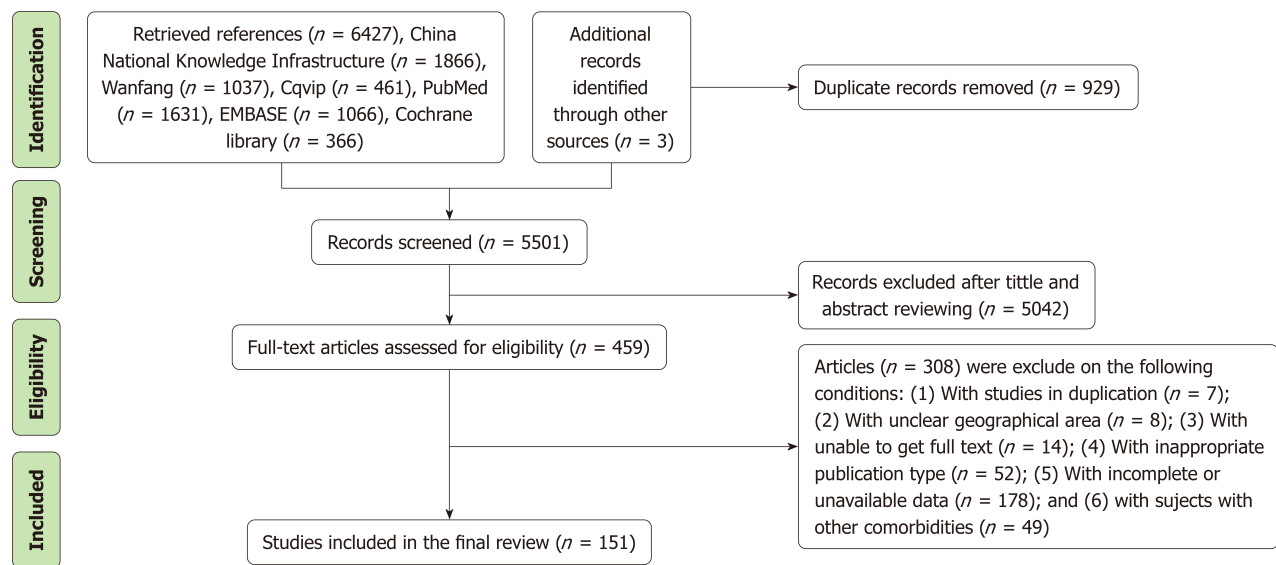 Identification
Retrieved references (n = 6427), China
National Knowledge Infrastructure (n = 1866),
Wanfang (n = 1037), Cqvip (n = 461), PubMed
(n = 1631), EMBASE (n = 1066), Cochrane
library (n = 366)
Additional
records
identified
through other
sources (n = 3)
Duplicate records removed (n = 929)
Screening
Records screened (n = 5501)
Records excluded after tittle and
abstract reviewing (n = 5042)
Eligibility
Full-text articles assessed for eligibility (n = 459)
Articles (n = 308) were exclude on the following
conditions: (1) With studies in duplication (n = 7);
(2) With unclear geographical area (n = 8); (3) With
unable to get full text (n = 14); (4) With inappropriate
publication type (n = 52); (5) With incomplete or
unavailable data (n = 178); and (6) with sujects with
other comorbidities (n = 49)
Included
Studies included in the final review (n = 151)